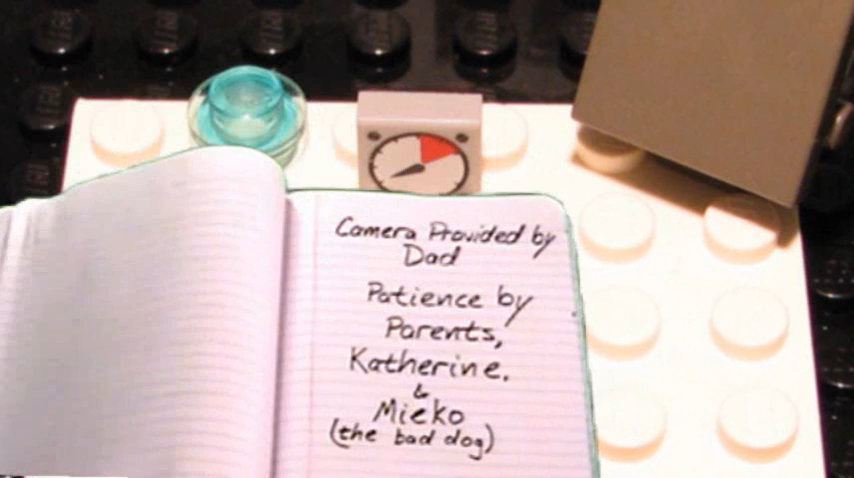 Camera Provided by
Dad
Patience by
Parents,
Katherine,
&
Mieko
(the bad dog)